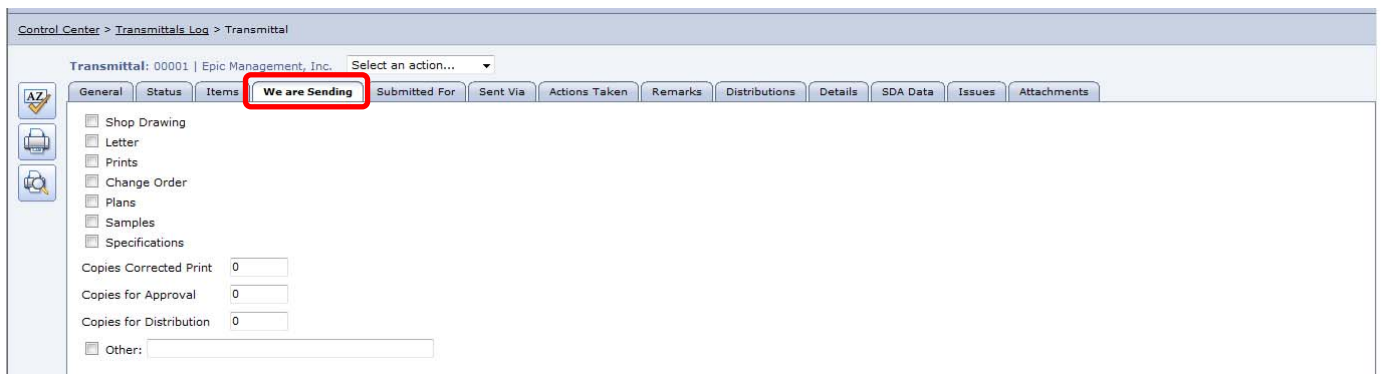 Control Center > Transmittals Log > Transmittal
Transmittal: 00001 | Epic Management, Inc. Select an action...
AZ General Status Items We are Sending Submitted For Sent Via Actions Taken Remarks Distributions Details SDA Data Issues Attachments
Shop Drawing
Letter
Prints
Change Order
Plans
Samples
Specifications
Copies Corrected Print 0
Copies for Approval 0
Copies for Distribution 0
Other: